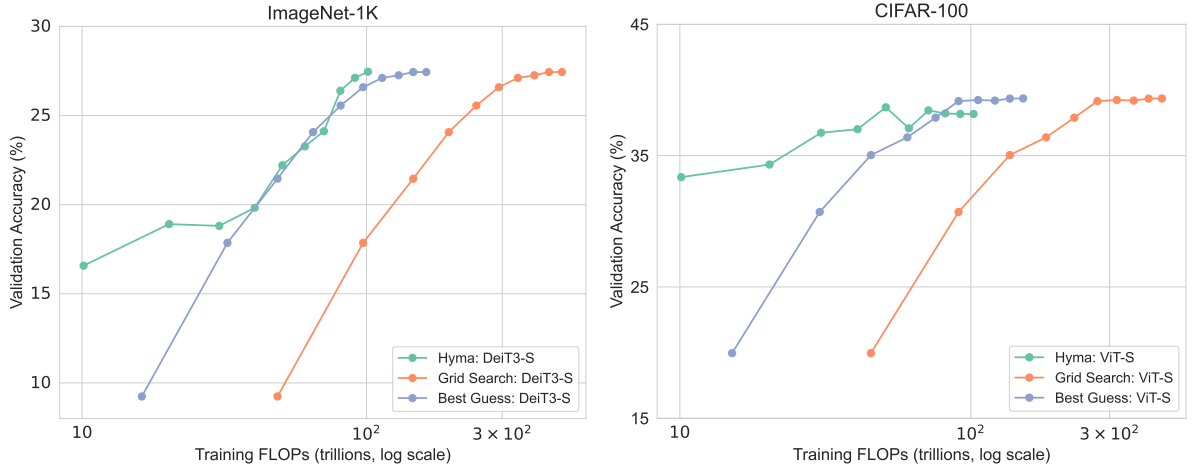 ImageNet-1K
Validation Accuracy (%)
30
25
20
15
10
10
10²
3 × 10²
Training FLOPs (trillions, log scale)
Hyma: DeiT3-S
Grid Search: DeiT3-S
Best Guess: DeiT3-S
CIFAR-100
Validation Accuracy (%)
45
35
25
15
10
10²
3 × 10²
Training FLOPs (trillions, log scale)
Hyma: ViT-S
Grid Search: ViT-S
Best Guess: ViT-S